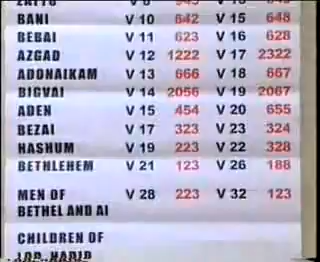 BANI V 10 642 V 15 648
BEBAI V 11 623 V 16 628
AZGAD V 12 1222 V 17 2322
ADONAIKAM V 13 666 V 18 667
BIGVAI V 14 2056 V 19 2067
ADEN V 15 454 V 20 655
BEZAI V 17 323 V 23 324
HASHUM V 19 223 V 22 328
BETHLEHEM V 21 123 V 26 188
MEN OF V 28 223 V 32 123
BETHEL AND AI
CHILDREN OF
LOD, HADID